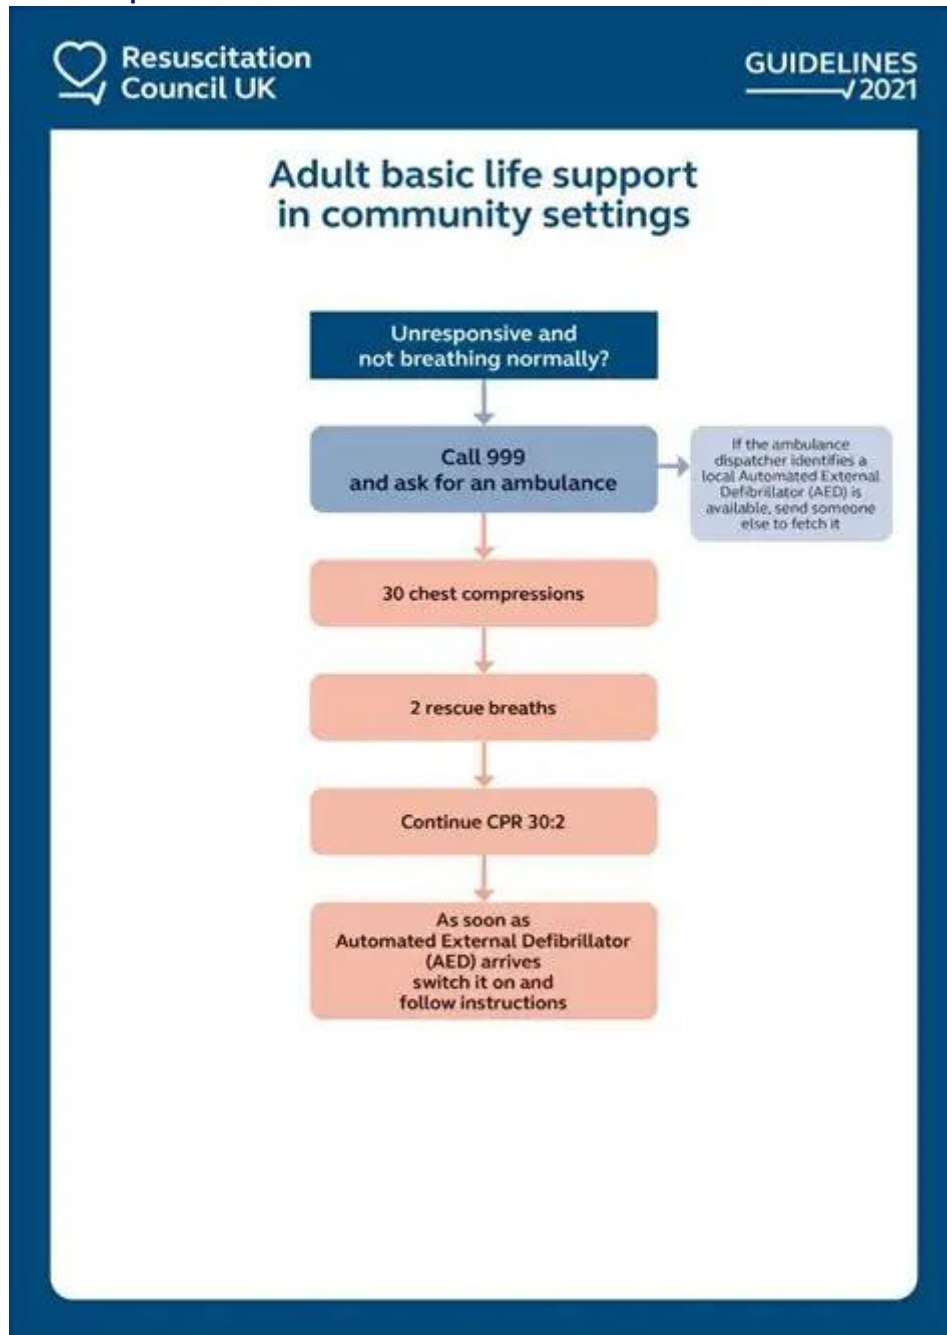 Resuscitation
Council UK
GUIDELINES
2021
Adult basic life support
in community settings
Unresponsive and
not breathing normally?
Call 999
and ask for an ambulance
If the ambulance
dispatcher identifies a
local Automated External
Defibrillator (AED) is
available, send someone
else to fetch it
30 chest compressions
2 rescue breaths
Continue CPR 30:2
As soon as
Automated External Defibrillator
(AED) arrives
switch it on and
follow instructions